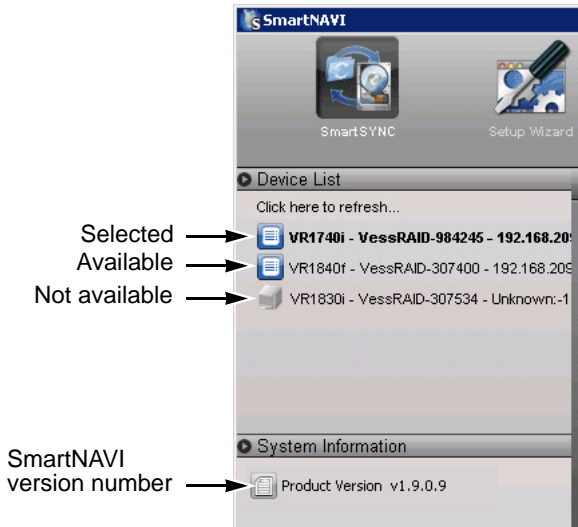 SmartNAVI
SmartSYNC
Setup Wizard
Device List
Click here to refresh...
Selected
VR1740i - VessRAID-984245 - 192.168.20
Available
VR1840f - VessRAID-307400 - 192.168.209
Not available
VR1830i - VessRAID-307534 - Unknown:-1
System Information
SmartNAVI
version number
Product Version v1.9.0.9